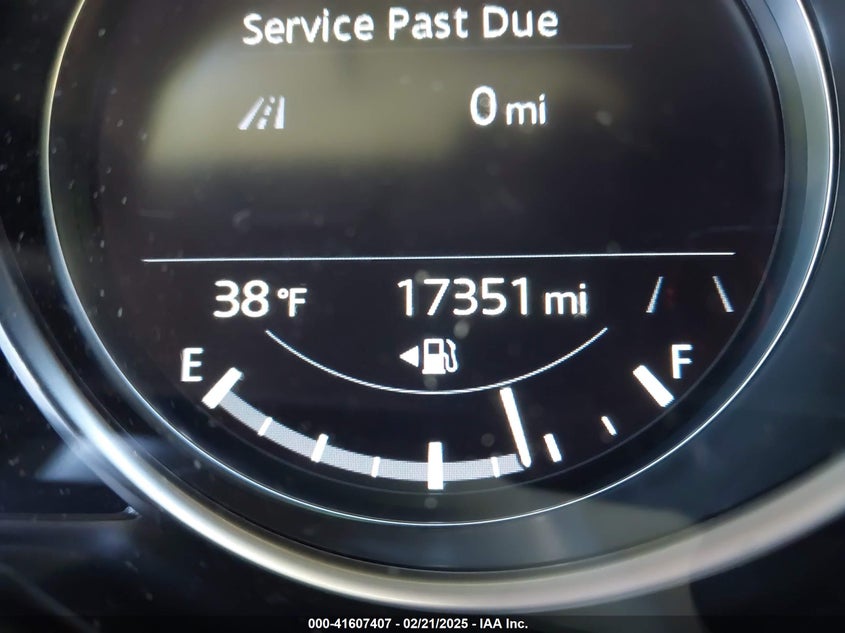 Service Past Due
0 mi
38 °F 17351 mi
E F
000-41607407 - 02/21/2025 - IAA Inc.